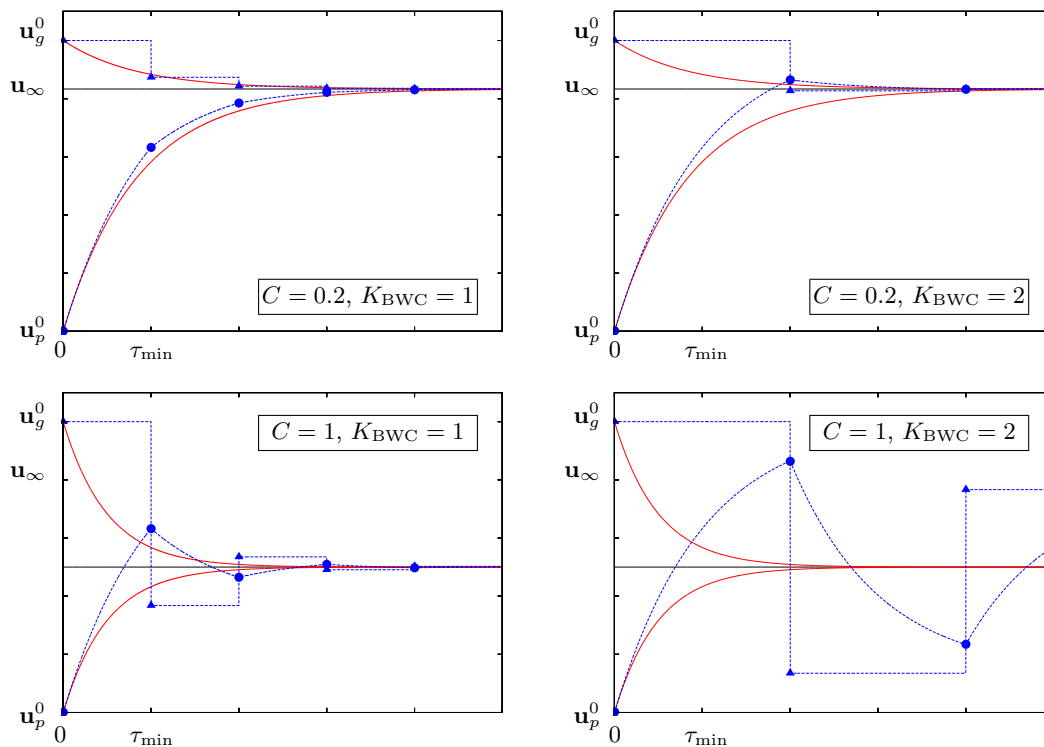 u_g^0
u_∞
u_p^0
C = 0.2, K_BWC = 1
0 τ_min
u_g^0
u_∞
u_p^0
C = 0.2, K_BWC = 2
0 τ_min
u_g^0
C = 1, K_BWC = 1
u_∞
u_p^0
0 τ_min
u_g^0
C = 1, K_BWC = 2
u_∞
u_p^0
0 τ_min